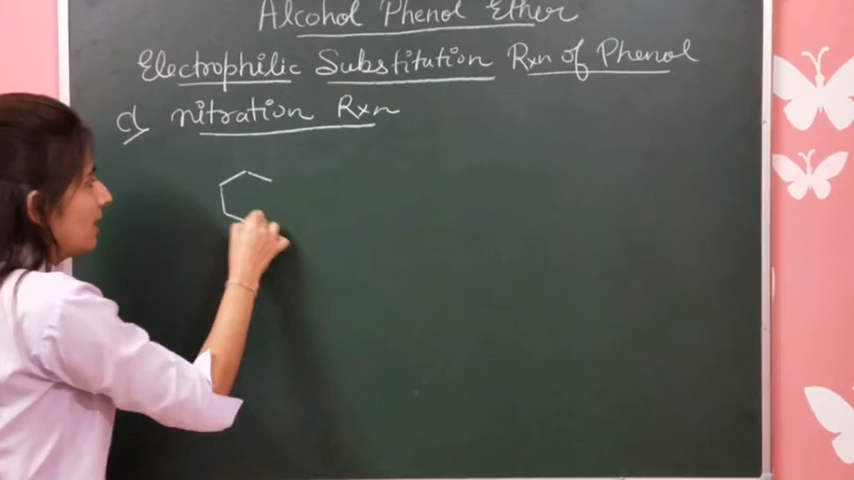 Alcohol Phenol Ether
Electrophilic Substitution Rxn of Phenol
c) nitration Rxn